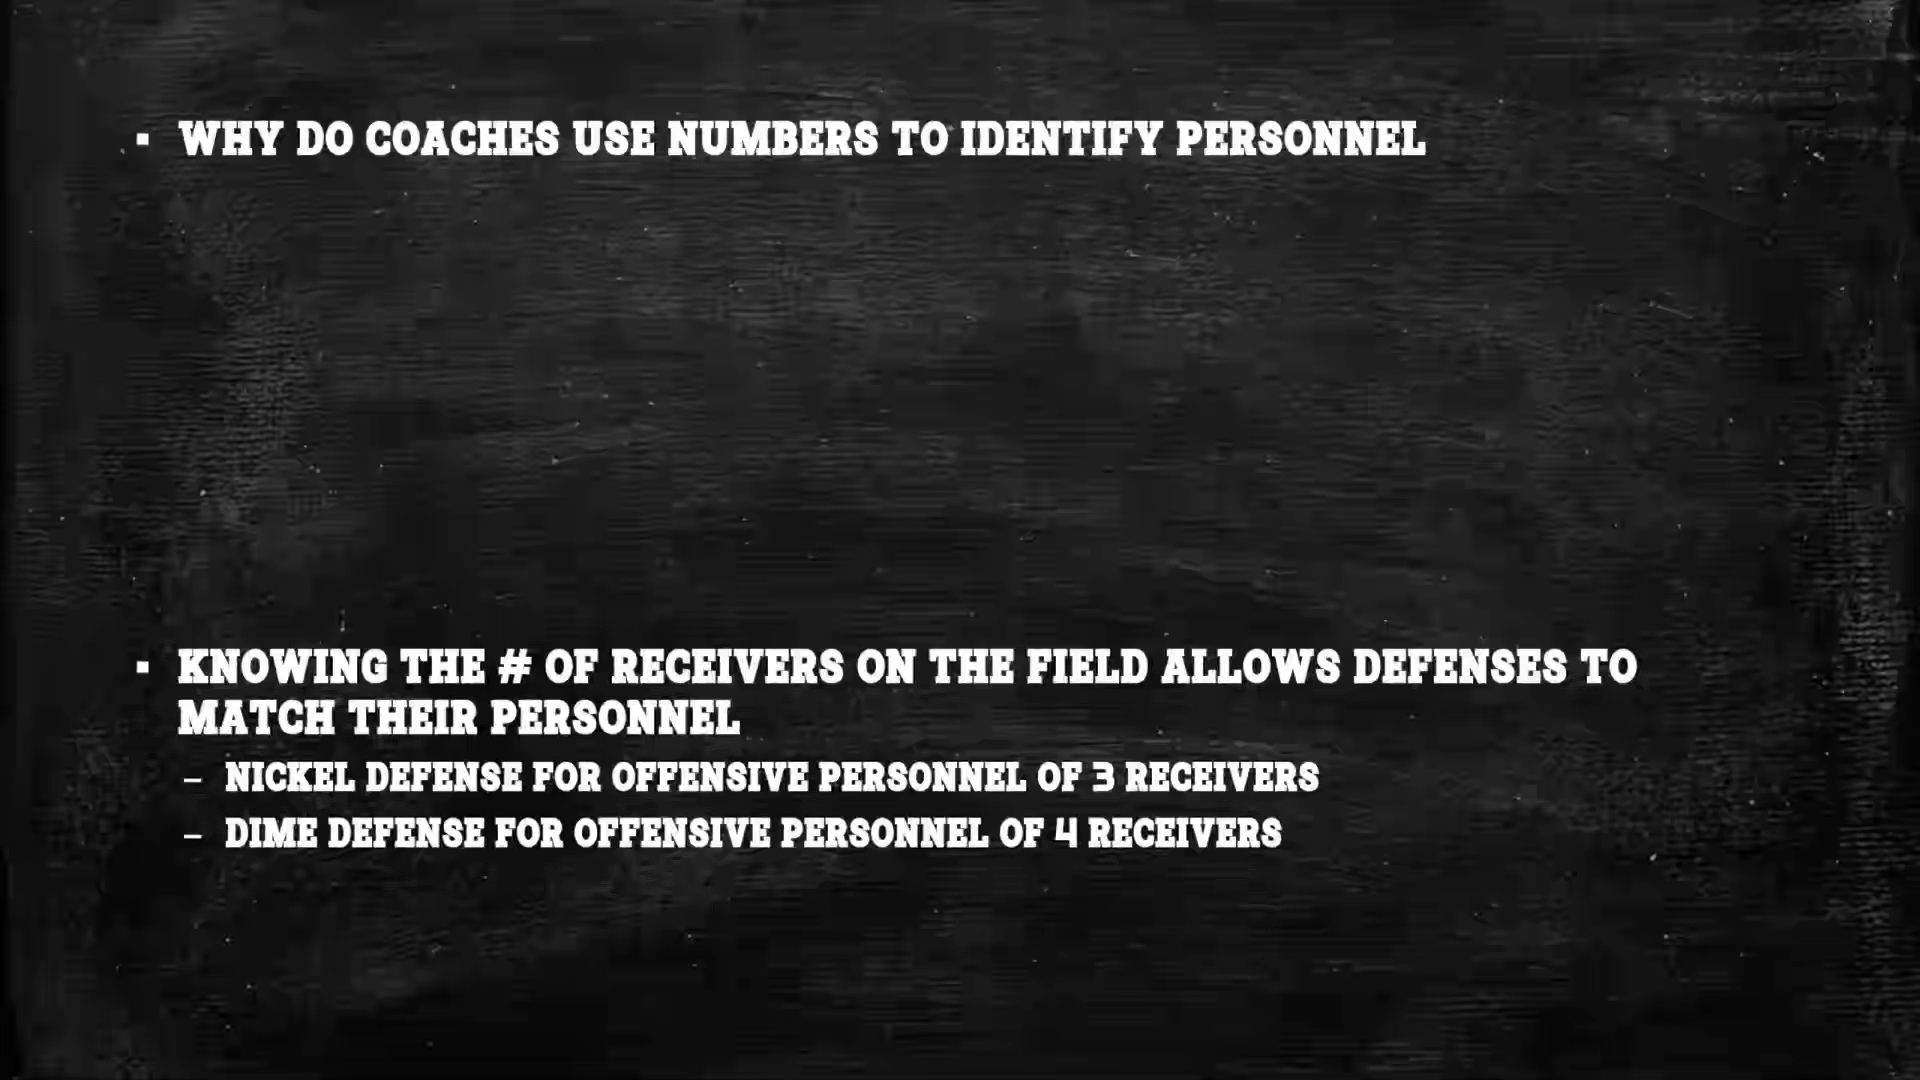 ▪ WHY DO COACHES USE NUMBERS TO IDENTIFY PERSONNEL
▪ KNOWING THE # OF RECEIVERS ON THE FIELD ALLOWS DEFENSES TO
MATCH THEIR PERSONNEL
– NICKEL DEFENSE FOR OFFENSIVE PERSONNEL OF 3 RECEIVERS
– DIME DEFENSE FOR OFFENSIVE PERSONNEL OF 4 RECEIVERS